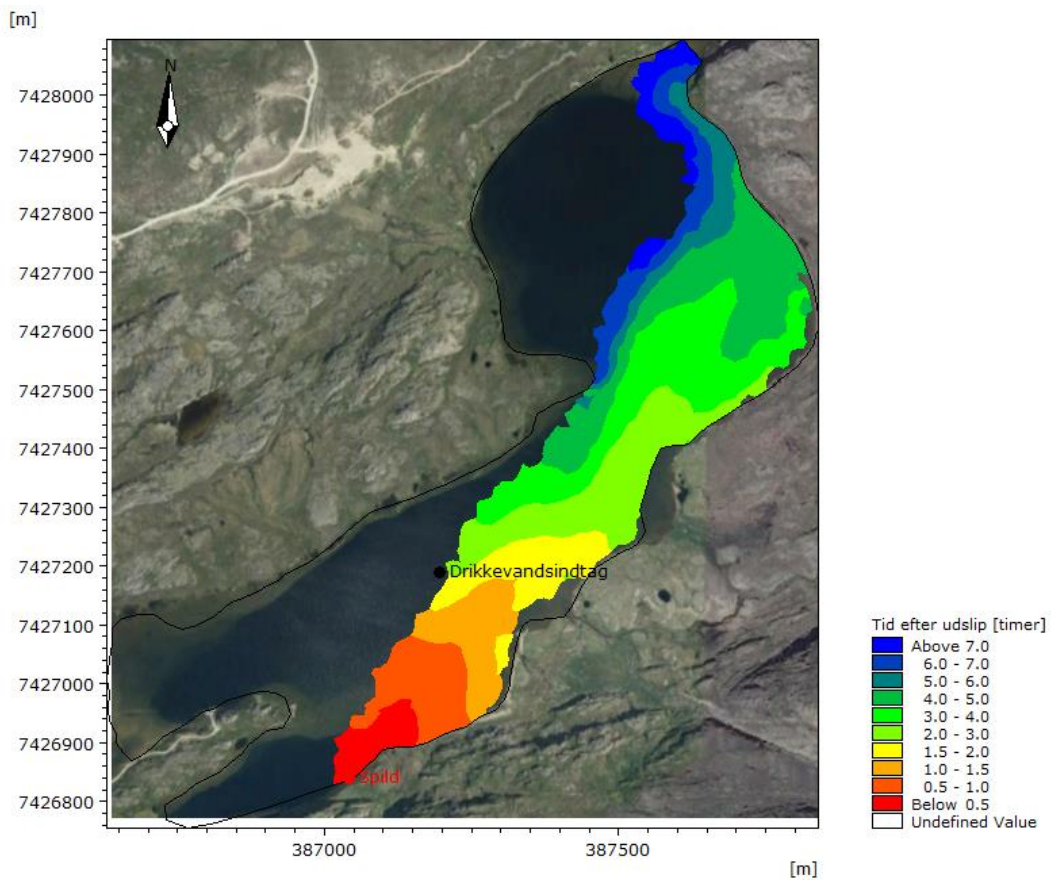 [m]
N
7428000
7427900
7427800
7427700
7427600
7427500
7427400
7427300
7427200
7427100
7427000
7426900
7426800
Drikkevandsindtag
Spild
387000
387500
[m]
Tid efter udslip [timer]
Above 7.0
6.0 - 7.0
5.0 - 6.0
4.0 - 5.0
3.0 - 4.0
2.0 - 3.0
1.5 - 2.0
1.0 - 1.5
0.5 - 1.0
Below 0.5
Undefined Value